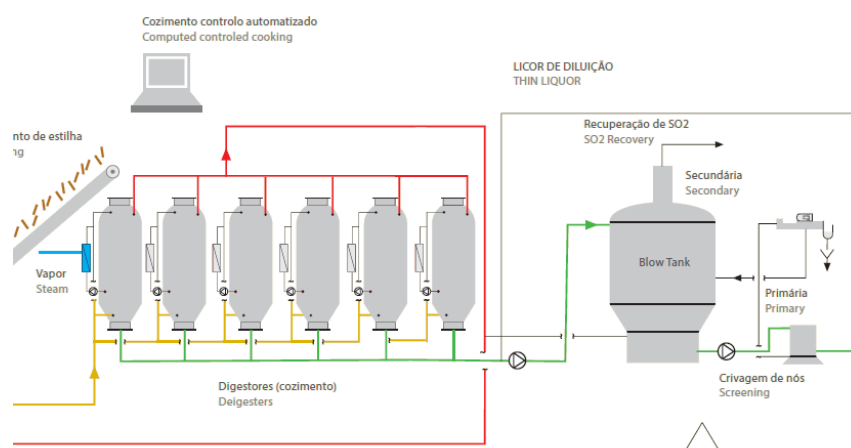 Cozimento controlo automatizado
Computed controled cooking
LICOR DE DILUIÇÃO
THIN LIQUOR
nto de estilha
ng
Recuperação de SO2
SO2 Recovery
Secundária
Secondary
Blow Tank
Vapor
Steam
Primária
Primary
Digestores (cozimento)
Deigesters
Crivagem de nós
Screening